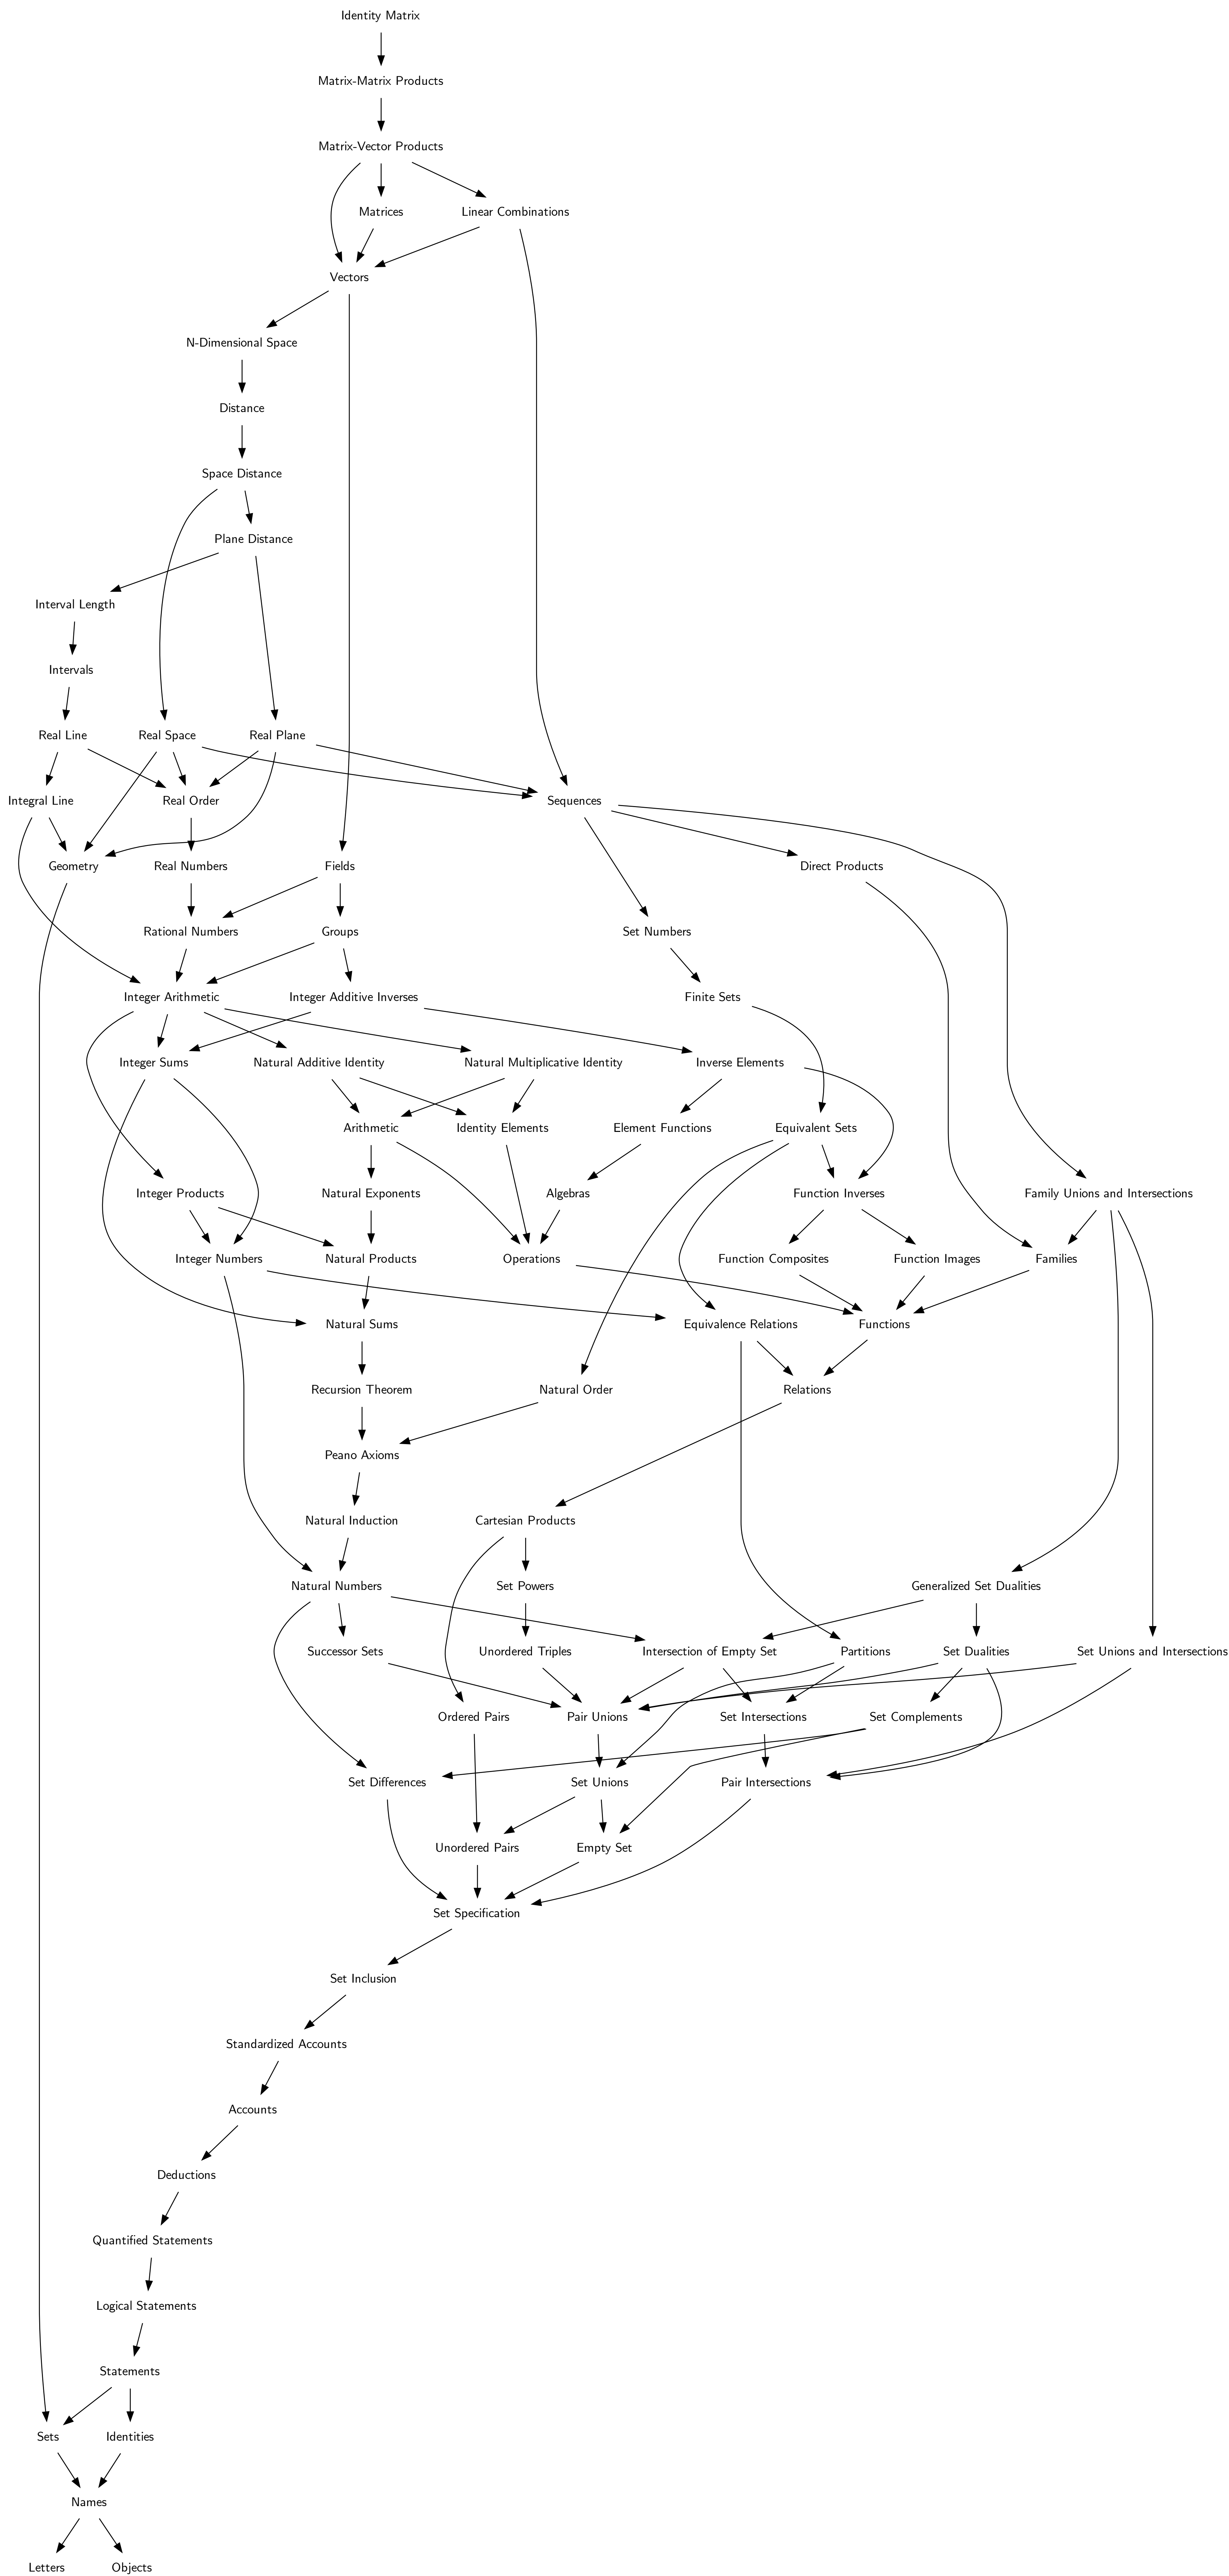 Identity Matrix
Matrix-Matrix Products
Matrix-Vector Products
Matrices
Linear Combinations
Vectors
N-Dimensional Space
Distance
Space Distance
Plane Distance
Interval Length
Intervals
Real Line
Real Space
Real Plane
Integral Line
Real Order
Sequences
Geometry
Real Numbers
Fields
Direct Products
Rational Numbers
Groups
Set Numbers
Integer Arithmetic
Integer Additive Inverses
Finite Sets
Integer Sums
Natural Additive Identity
Natural Multiplicative Identity
Inverse Elements
Arithmetic
Identity Elements
Element Functions
Equivalent Sets
Integer Products
Natural Exponents
Algebras
Function Inverses
Family Unions and Intersections
Integer Numbers
Natural Products
Operations
Function Composites
Function Images
Families
Natural Sums
Equivalence Relations
Functions
Recursion Theorem
Natural Order
Relations
Peano Axioms
Natural Induction
Cartesian Products
Natural Numbers
Set Powers
Generalized Set Dualities
Successor Sets
Unordered Triples
Intersection of Empty Set
Partitions
Set Dualities
Set Unions and Intersections
Ordered Pairs
Pair Unions
Set Intersections
Set Complements
Set Differences
Set Unions
Pair Intersections
Unordered Pairs
Empty Set
Set Specification
Set Inclusion
Standardized Accounts
Accounts
Deductions
Quantified Statements
Logical Statements
Statements
Sets
Identities
Names
Letters
Objects